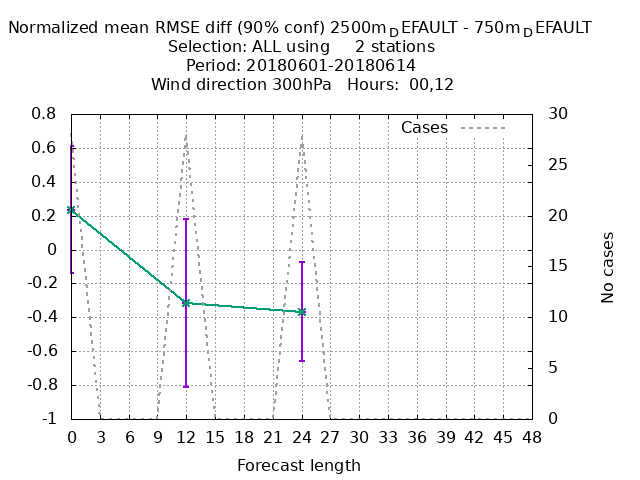 Normalized mean RMSE diff (90% conf) 2500mDEFAULT - 750mDEFAULT
Selection: ALL using     2 stations
Period: 20180601-20180614
Wind direction 300hPa   Hours:  00,12
Cases
0.8
0.6
0.4
0.2
0
-0.2
-0.4
-0.6
-0.8
-1
30
25
20
15
10
5
0
No cases
0 3 6 9 12 15 18 21 24 27 30 33 36 39 42 45 48
Forecast length